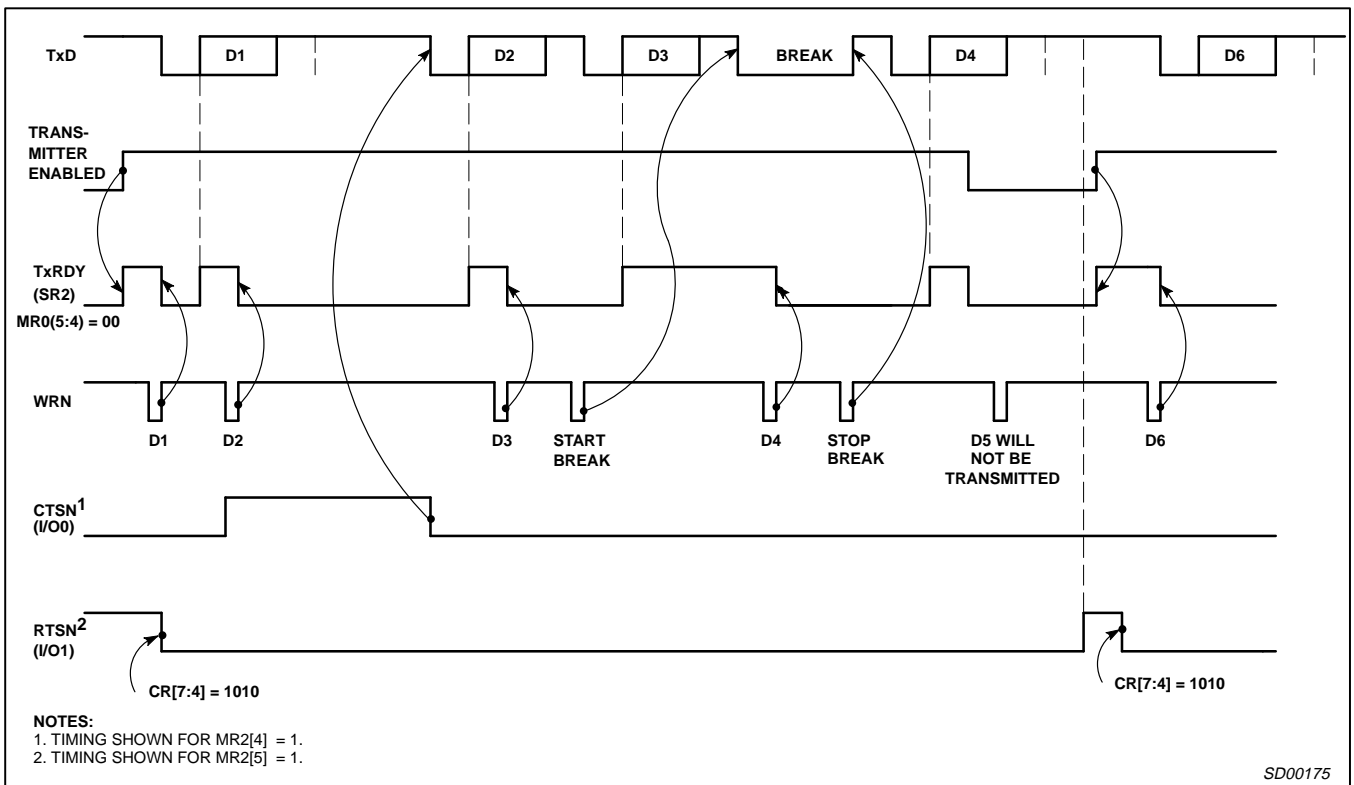 TxD
D1
D2
D3
BREAK
D4
D6
TRANS-
MITTER
ENABLED
TxRDY
(SR2)
MR0(5:4) = 00
WRN
D1
D2
D3
START
BREAK
D4
STOP
BREAK
D5 WILL
NOT BE
TRANSMITTED
D6
CTSN1
(I/O0)
RTSN2
(I/O1)
CR[7:4] = 1010
CR[7:4] = 1010
NOTES:
1. TIMING SHOWN FOR MR2[4] = 1.
2. TIMING SHOWN FOR MR2[5] = 1.
SD00175